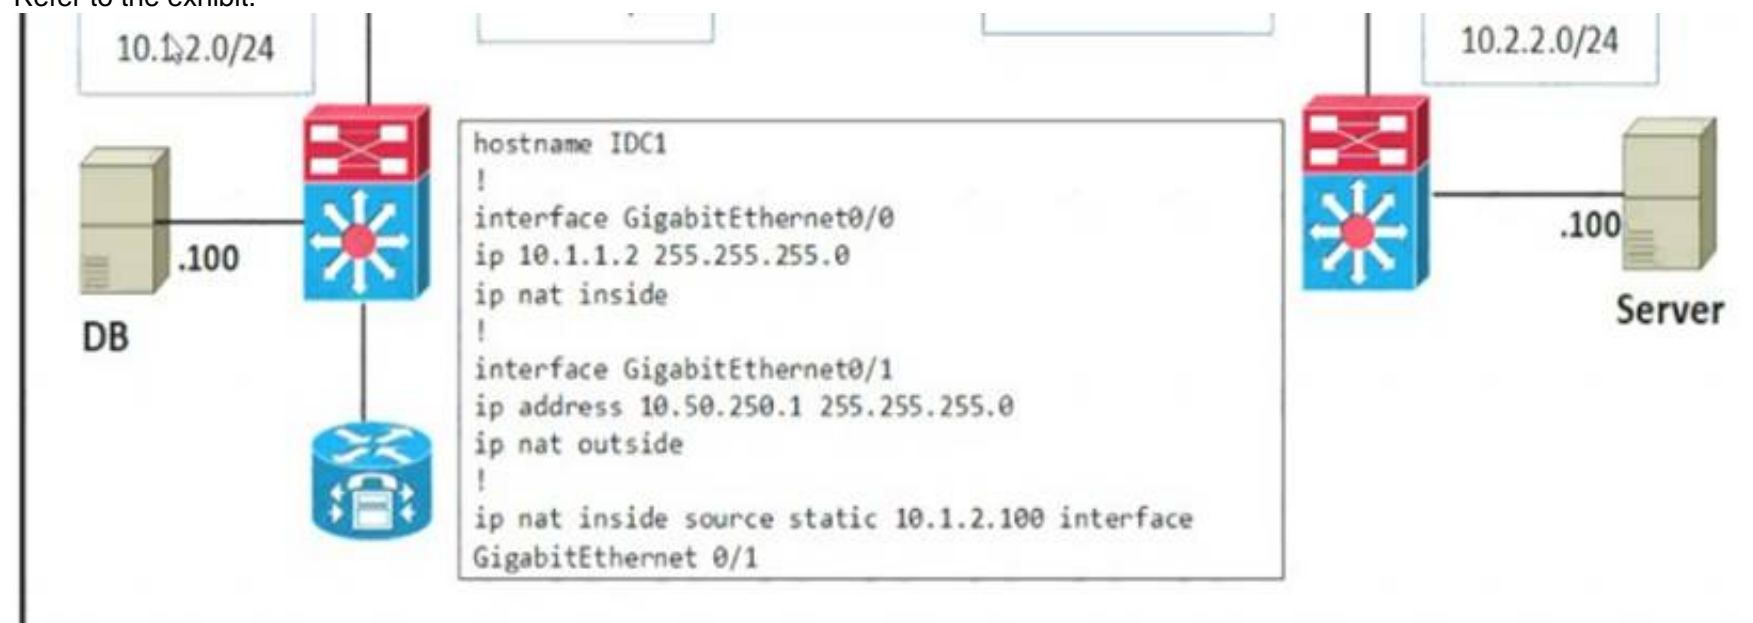 Refer to the exhibit.
10.1.2.0/24
10.2.2.0/24
hostname IDC1
!
interface GigabitEthernet0/0
ip 10.1.1.2 255.255.255.0
ip nat inside
!
interface GigabitEthernet0/1
ip address 10.50.250.1 255.255.255.0
ip nat outside
!
ip nat inside source static 10.1.2.100 interface
GigabitEthernet 0/1
.100
DB
.100
Server